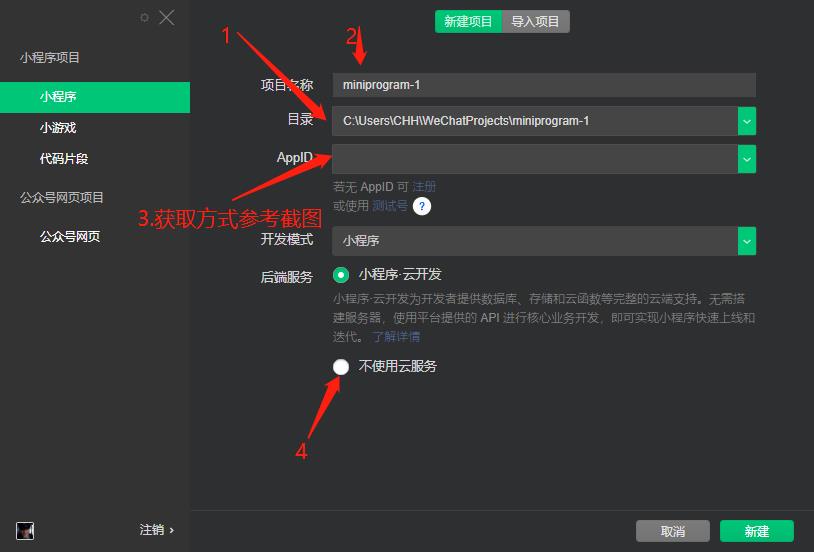 新建项目 导入项目
小程序项目
小程序
小游戏
代码片段
公众号网页项目
公众号网页
注销 ›
1
2
项目名称 miniprogram-1
目录 C:\Users\CHH\WeChatProjects\miniprogram-1
AppID
若无 AppID 可 注册
或使用 测试号 ?
3.获取方式参考截图
开发模式 小程序
后端服务 小程序·云开发
小程序·云开发为开发者提供数据库、存储和云函数等完整的云端支持。无需搭
建服务器，使用平台提供的 API 进行核心业务开发，即可实现小程序快速上线和
迭代。 了解详情
不使用云服务
4
取消 新建